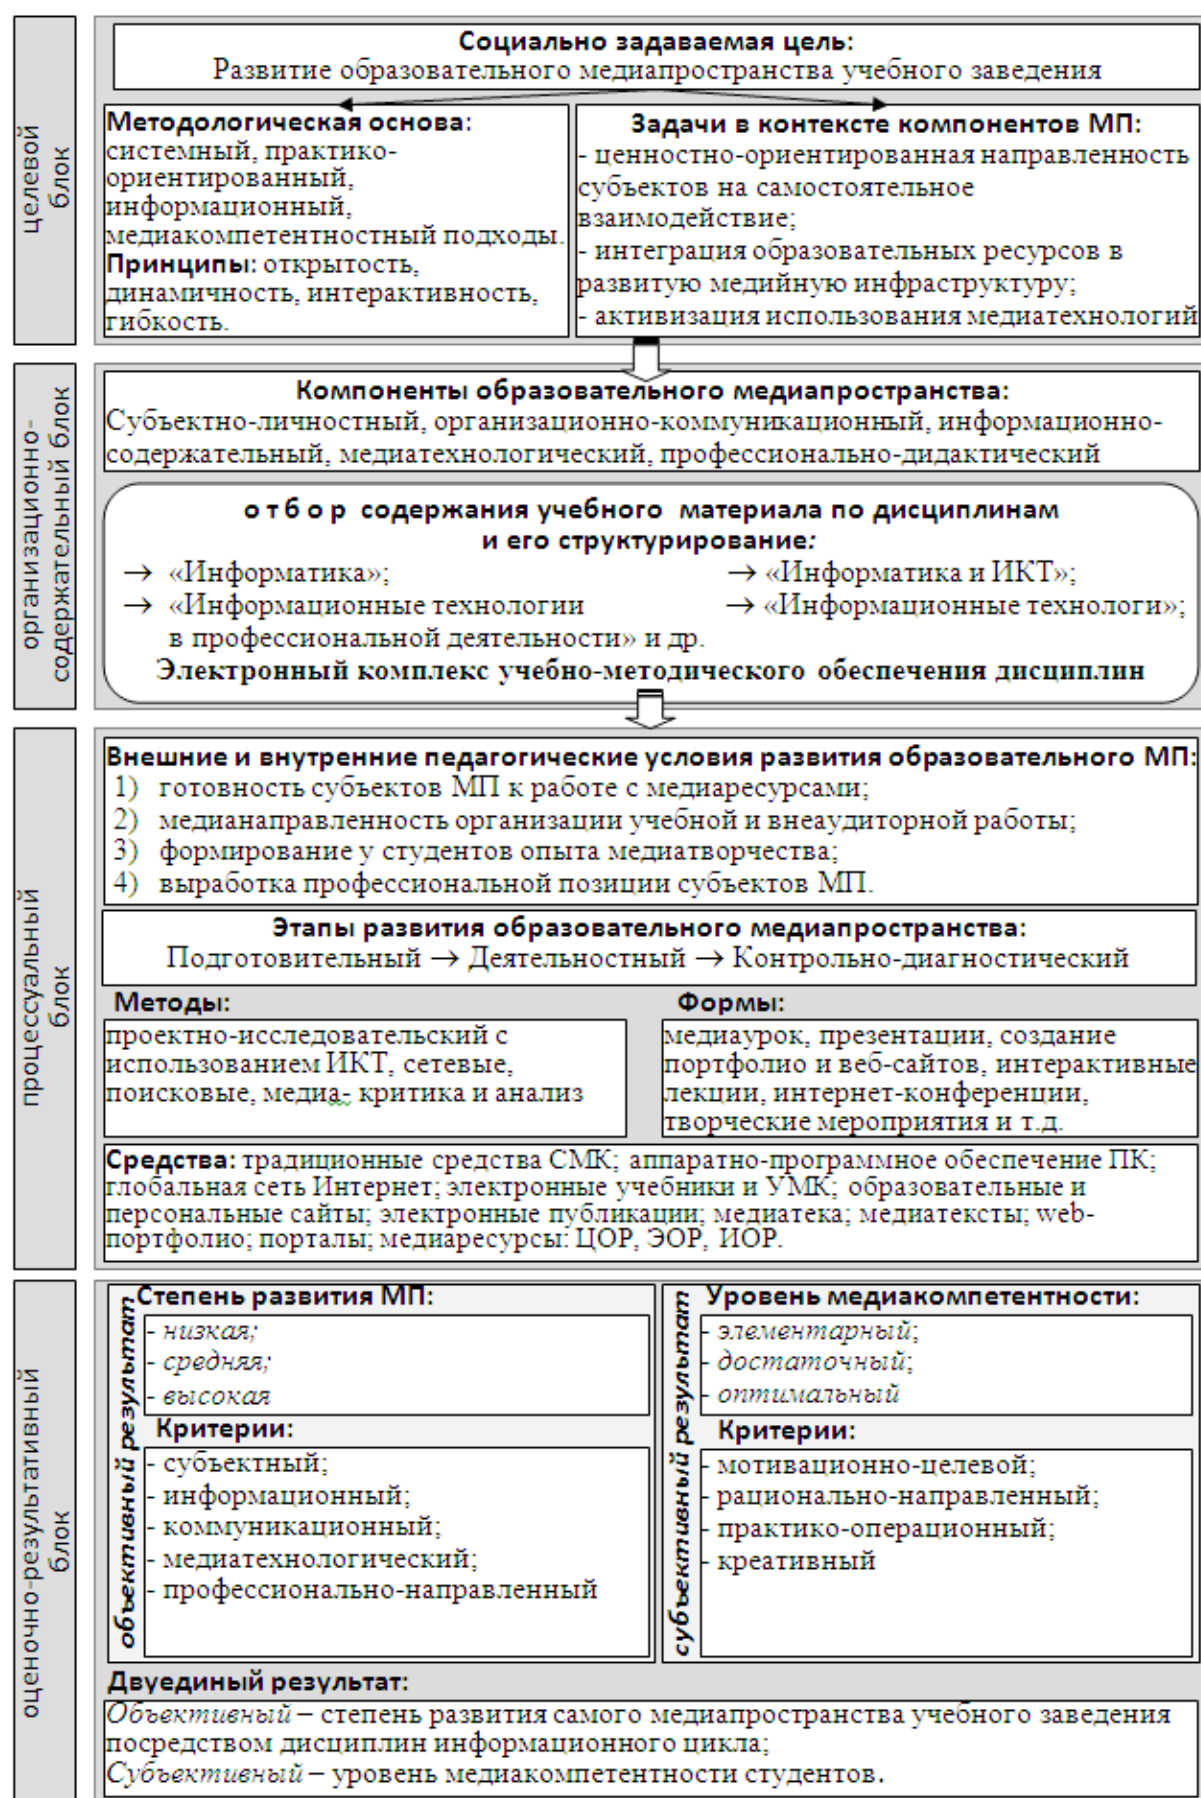 целевой
блок
Социально задаваемая цель:
Развитие образовательного медиапространства учебного заведения
Методологическая основа:
системный, практико-
ориентированный,
информационный,
медиакомпетентностный подходы.
Принципы: открытость,
динамичность, интерактивность,
гибкость.
Задачи в контексте компонентов МП:
- ценностно-ориентированная направленность
субъектов на самостоятельное
взаимодействие;
- интеграция образовательных ресурсов в
развитую медийную инфраструктуру;
- активизация использования медиатехнологий
организационно-
содержательный блок
Компоненты образовательного медиапространства:
Субъектно-личностный, организационно-коммуникационный, информационно-
содержательный, медиатехнологический, профессионально-дидактический
о т б о р содержания учебного материала по дисциплинам
и его структурирование:
→ «Информатика»;
→ «Информатика и ИКТ»;
→ «Информационные технологии
→ «Информационные технологи»;
в профессиональной деятельности» и др.
Электронный комплекс учебно-методического обеспечения дисциплин
процессуальный
блок
Внешние и внутренние педагогические условия развития образовательного МП:
1) готовность субъектов МП к работе с медиаресурсами;
2) медианаправленность организации учебной и внеаудиторной работы;
3) формирование у студентов опыта медиатворчества;
4) выработка профессиональной позиции субъектов МП.
Этапы развития образовательного медиапространства:
Подготовительный → Деятельностный → Контрольно-диагностический
Методы:
проектно-исследовательский с
использованием ИКТ, сетевые,
поисковые, медиа- критика и анализ
Формы:
медиаурок, презентации, создание
портфолио и веб-сайтов, интерактивные
лекции, интернет-конференции,
творческие мероприятия и т.д.
Средства: традиционные средства СМК; аппаратно-программное обеспечение ПК;
глобальная сеть Интернет; электронные учебники и УМК; образовательные и
персональные сайты; электронные публикации; медиатека; медиатексты; web-
портфолио; порталы; медиаресурсы: ЦОР, ЭОР, ИОР.
оценочно-результативный
блок
объективный результат
Степень развития МП:
- низкая;
- средняя;
- высокая
Критерии:
- субъектный;
- информационный;
- коммуникационный;
- медиатехнологический;
- профессионально-направленный
субъективный результат
Уровень медиакомпетентности:
- элементарный;
- достаточный;
- оптимальный
Критерии:
- мотивационно-целевой;
- рационально-направленный;
- практико-операционный;
- креативный
Двуединый результат:
Объективный – степень развития самого медиапространства учебного заведения
посредством дисциплин информационного цикла;
Субъективный – уровень медиакомпетентности студентов.